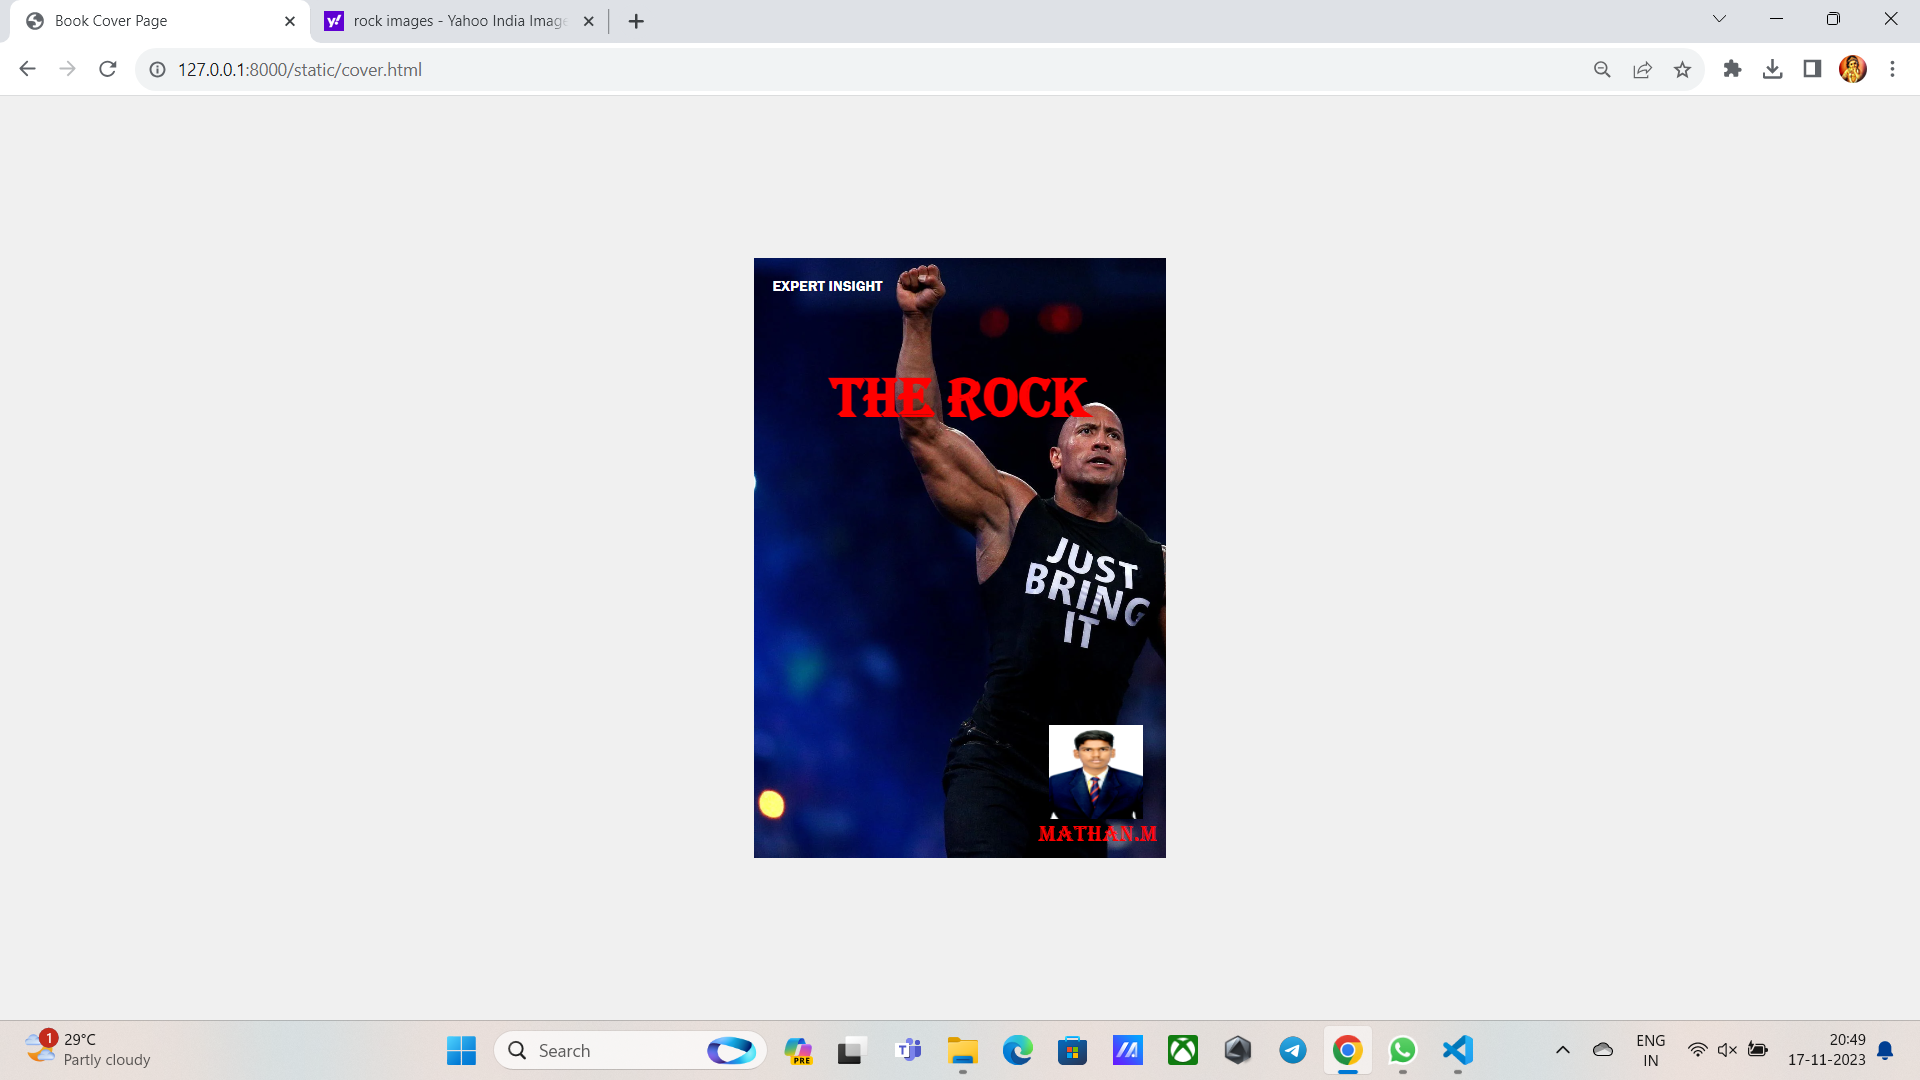 Book Cover Page
rock images - Yahoo India Image
127.0.0.1:8000/static/cover.html
EXPERT INSIGHT
THE ROCK
JUST
BRING
IT
MATHAN.M
1
29°C
Partly cloudy
Search
PRE
ENG
IN
20:49
17-11-2023